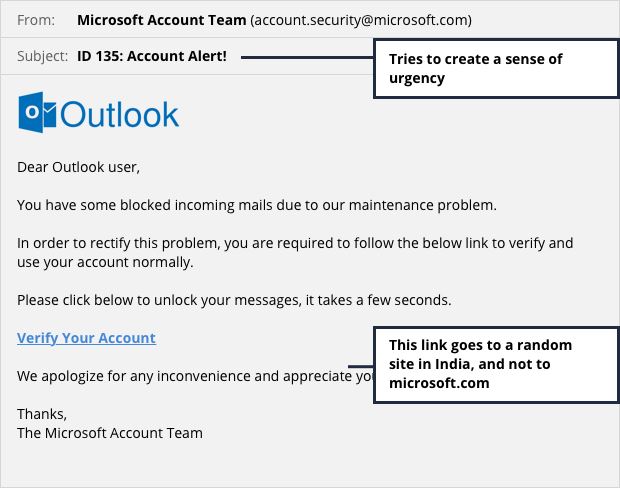 From: Microsoft Account Team (account.security@microsoft.com)
Subject: ID 135: Account Alert!
Tries to create a sense of
urgency
Outlook
Dear Outlook user,
You have some blocked incoming mails due to our maintenance problem.
In order to rectify this problem, you are required to follow the below link to verify and
use your account normally.
Please click below to unlock your messages, it takes a few seconds.
Verify Your Account
This link goes to a random
site in India, and not to
microsoft.com
We apologize for any inconvenience and appreciate
Thanks,
The Microsoft Account Team